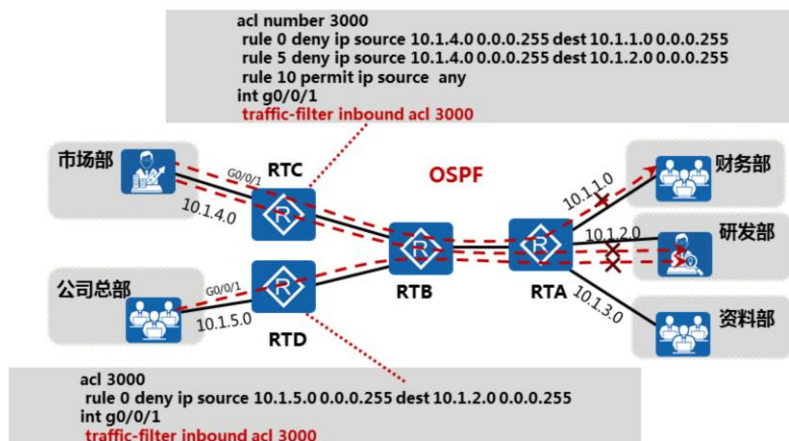 acl number 3000
rule 0 deny ip source 10.1.4.0 0.0.0.255 dest 10.1.1.0 0.0.0.255
rule 5 deny ip source 10.1.4.0 0.0.0.255 dest 10.1.2.0 0.0.0.255
rule 10 permit ip source any
int g0/0/1
traffic-filter inbound acl 3000
市场部
G0/0/1
RTC
OSPF
财务部
10.1.1.0
10.1.4.0
R
10.1.2.0
研发部
公司总部
G0/0/1
R
R
R
RTB
RTA
10.1.3.0
资料部
10.1.5.0
RTD
acl 3000
rule 0 deny ip source 10.1.5.0 0.0.0.255 dest 10.1.2.0 0.0.0.255
int g0/0/1
traffic-filter inbound acl 3000